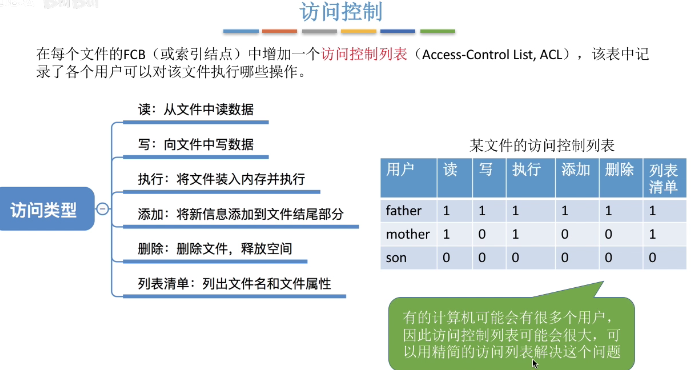 访问控制
在每个文件的FCB（或索引结点）中增加一个访问控制列表（Access-Control List, ACL），该表中记
录了各个用户可以对该文件执行哪些操作。
访问类型
读：从文件中读数据
写：向文件中写数据
执行：将文件装入内存并执行
添加：将新信息添加到文件结尾部分
删除：删除文件，释放空间
列表清单：列出文件名和文件属性
某文件的访问控制列表
用户 读 写 执行 添加 删除 列表
清单
father 1 1 1 1 1 1
mother 1 0 1 0 0 1
son 0 0 0 0 0 0
有的计算机可能会有很多个用户，
因此访问控制列表可能会很大，可
以用精简的访问列表解决这个问题